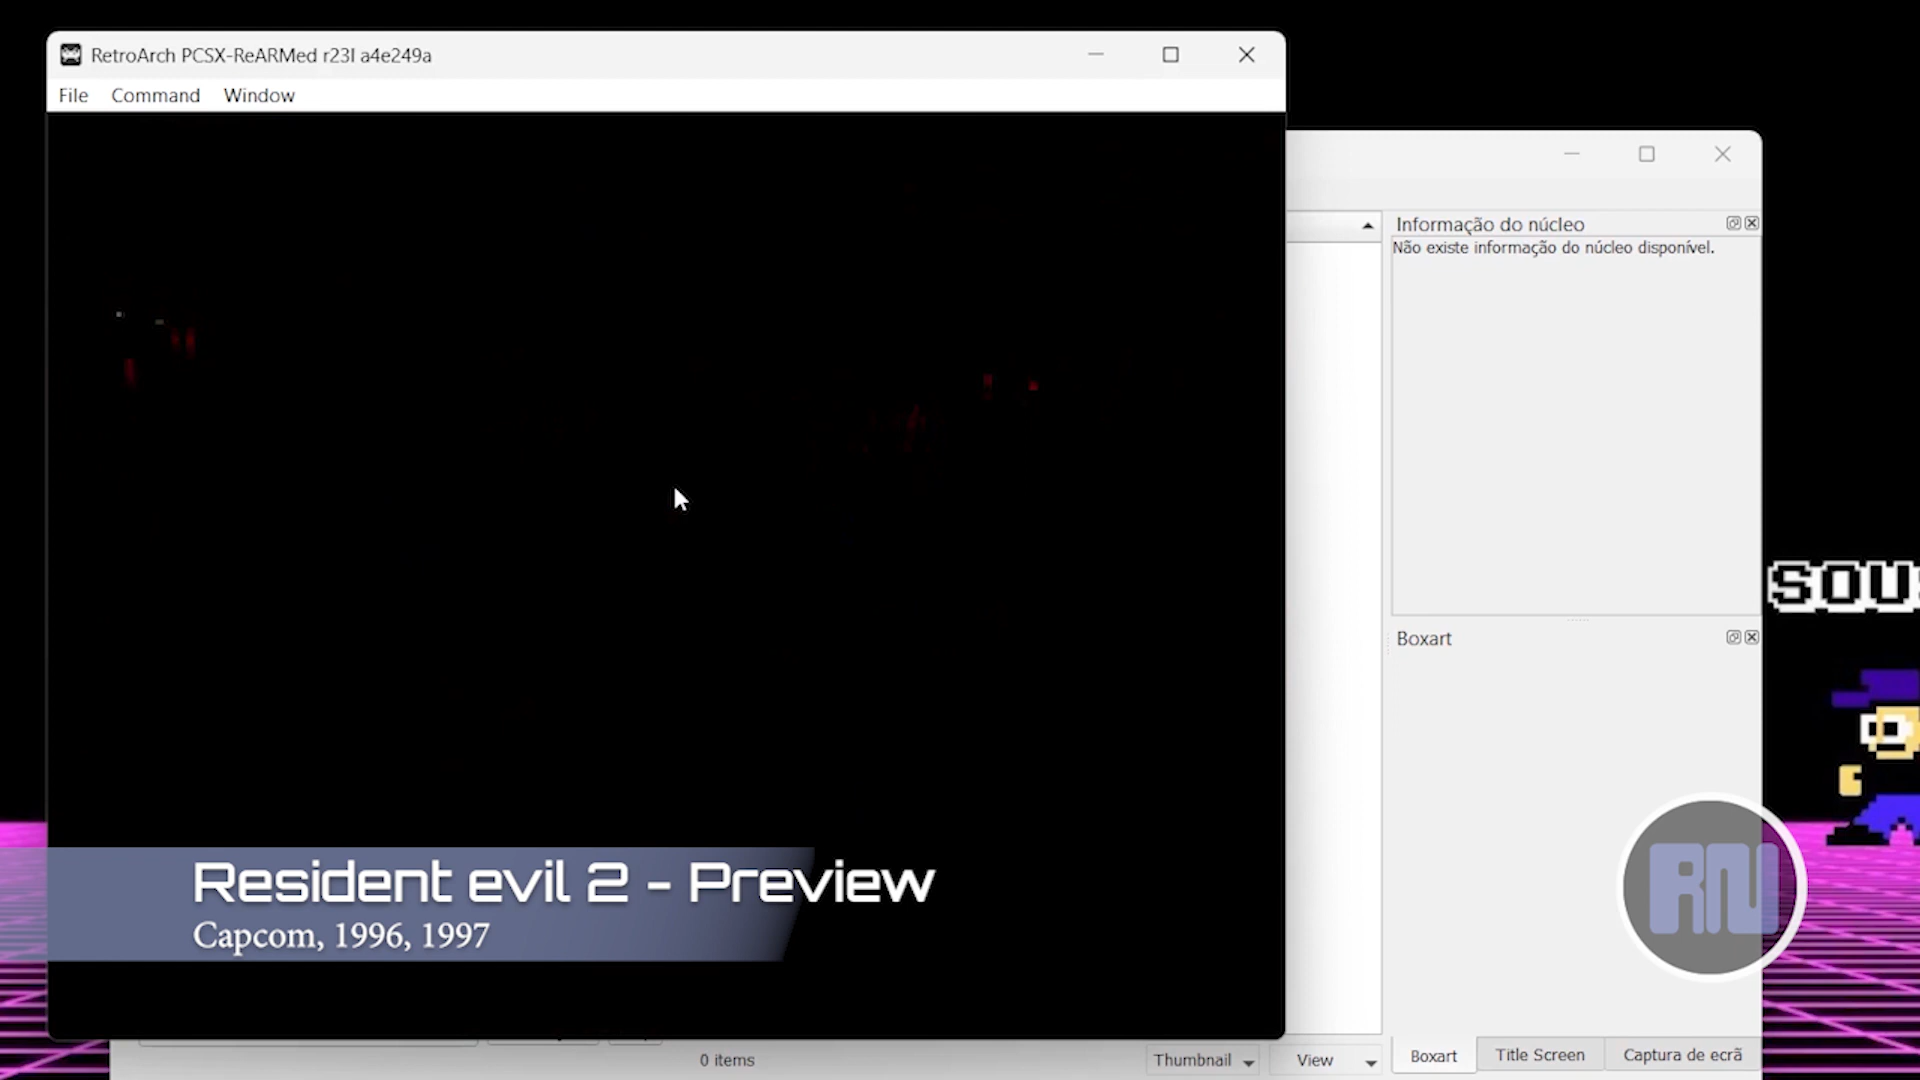 RetroArch PCSX-ReARMed r23l a4e249a
File Command Window
Informação do núcleo
Não existe informação do núcleo disponível.
Boxart
Resident evil 2 - Preview
Capcom, 1996, 1997
RN
0 items
Thumbnail
View
Boxart
Title Screen
Captura de ecrã